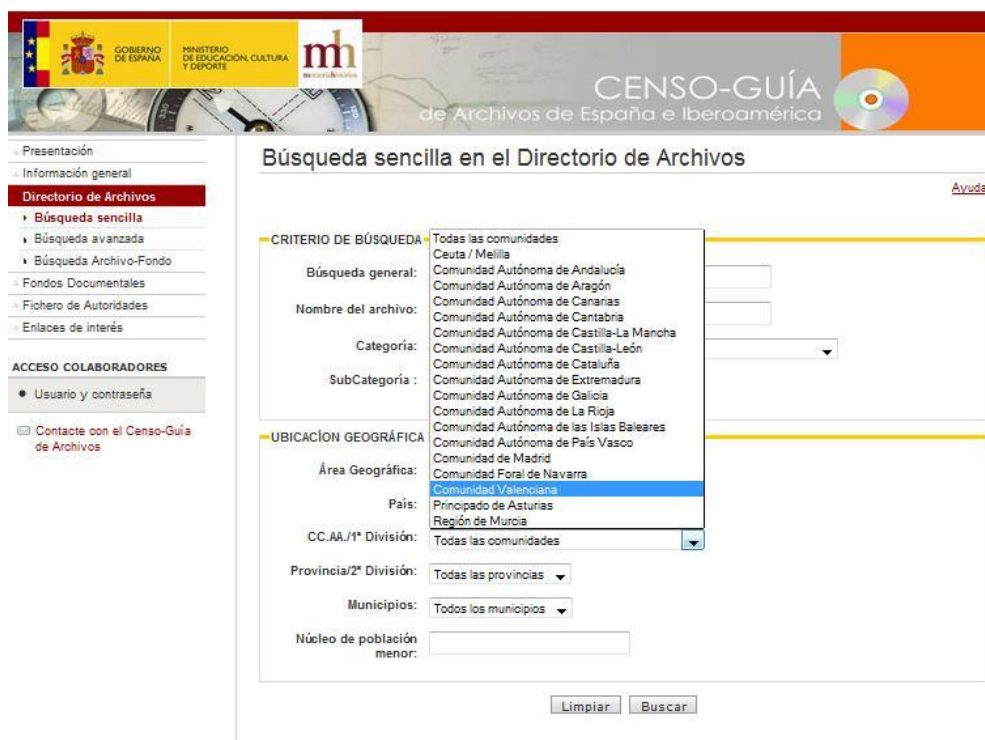 GOBIERNO
DE ESPAÑA
MINISTERIO
DE EDUCACIÓN, CULTURA
Y DEPORTE
mh
CENSO-GUÍA
de Archivos de España e Iberoamérica
Presentación
Información general
Directorio de Archivos
Búsqueda sencilla
Búsqueda avanzada
Búsqueda Archivo-Fondo
Fondos Documentales
Fichero de Autoridades
Enlaces de interés
ACCESO COLABORADORES
Usuario y contraseña
Contacte con el Censo-Guía
de Archivos
Búsqueda sencilla en el Directorio de Archivos
Ayuda
CRITERIO DE BÚSQUEDA
Búsqueda general:
Nombre del archivo:
Categoría:
SubCategoría :
Todas las comunidades
Ceuta / Melilla
Comunidad Autónoma de Andalucía
Comunidad Autónoma de Aragón
Comunidad Autónoma de Canarias
Comunidad Autónoma de Cantabria
Comunidad Autónoma de Castilla-La Mancha
Comunidad Autónoma de Castilla-León
Comunidad Autónoma de Cataluña
Comunidad Autónoma de Extremadura
Comunidad Autónoma de Galicia
Comunidad Autónoma de La Rioja
Comunidad Autónoma de las Islas Baleares
Comunidad Autónoma de País Vasco
Comunidad de Madrid
Comunidad Foral de Navarra
Comunidad Valenciana
Principado de Asturias
Región de Murcia
UBICACÍON GEOGRÁFICA
Área Geográfica:
País:
CC.AA./1ª División: Todas las comunidades
Provincia/2ª División: Todas las provincias
Municipios: Todos los municipios
Núcleo de población
menor:
Limpiar Buscar